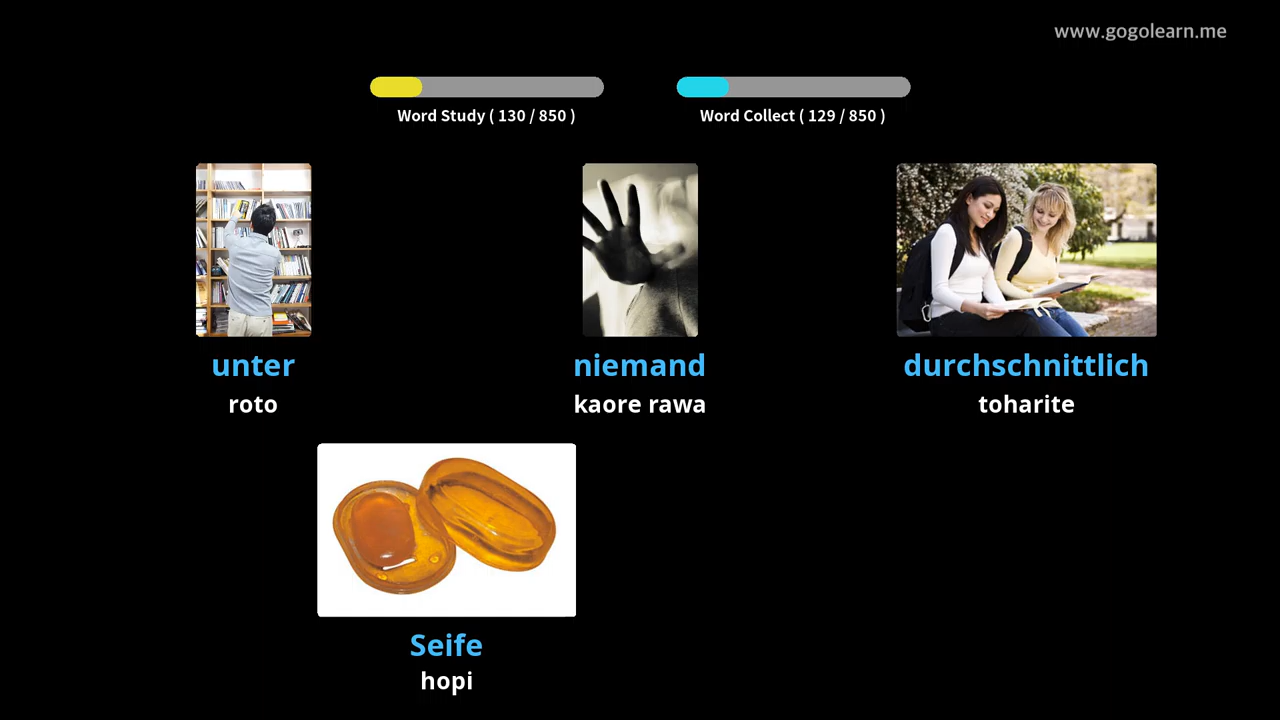 www.gogolearn.me
Word Study ( 130 / 850 )
Word Collect ( 129 / 850 )
unter
roto
niemand
kaore rawa
durchschnittlich
toharite
Seife
hopi